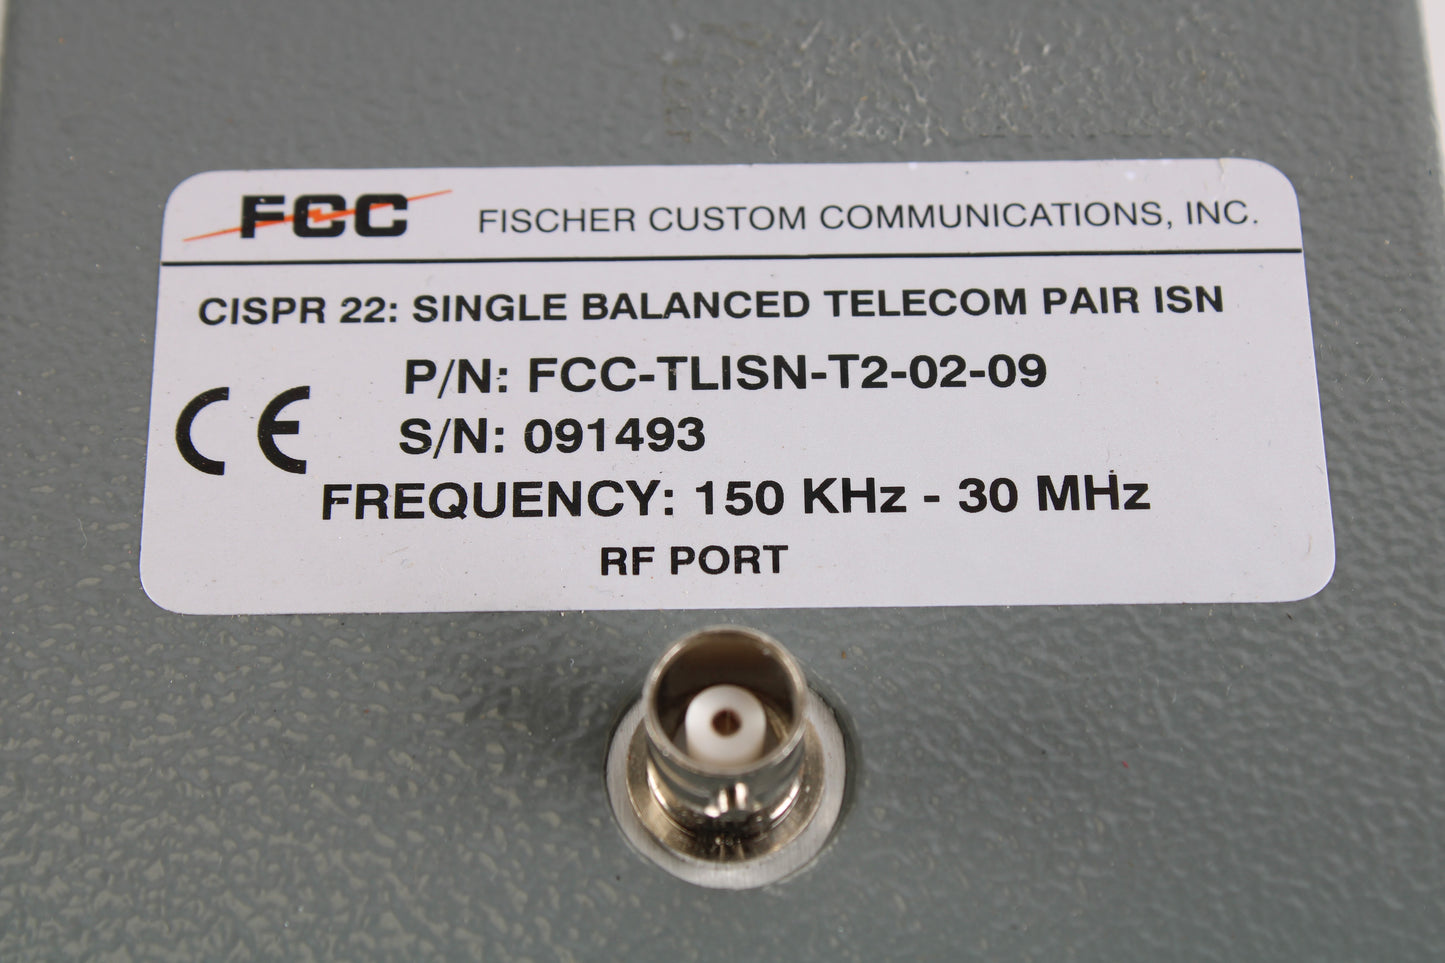 FCC FISCHER CUSTOM COMMUNICATIONS, INC.
CISPR 22: SINGLE BALANCED TELECOM PAIR ISN
P/N: FCC-TLISN-T2-02-09
CE
S/N: 091493
FREQUENCY: 150 KHz - 30 MHz
RF PORT